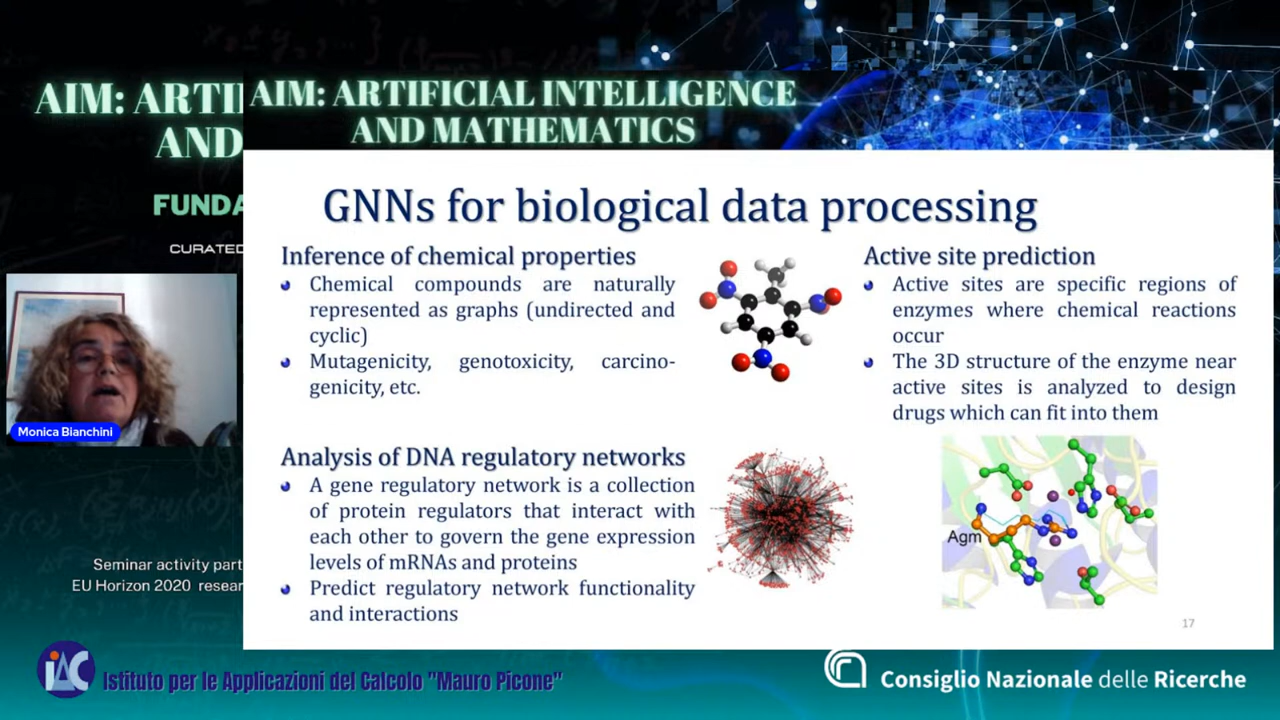 AIM: ARTI
AND
FUNDA
CURATED
AIM: ARTIFICIAL INTELLIGENCE
AND MATHEMATICS
GNNs for biological data processing
Inference of chemical properties
Chemical compounds are naturally
represented as graphs (undirected and
cyclic)
Mutagenicity, genotoxicity, carcino-
genicity, etc.
Analysis of DNA regulatory networks
A gene regulatory network is a collection
of protein regulators that interact with
each other to govern the gene expression
levels of mRNAs and proteins
Predict regulatory network functionality
and interactions
Active site prediction
Active sites are specific regions of
enzymes where chemical reactions
occur
The 3D structure of the enzyme near
active sites is analyzed to design
drugs which can fit into them
Agm
17
Monica Bianchini
Seminar activity part
EU Horizon 2020 resear
IAC
Istituto per le Applicazioni del Calcolo "Mauro Picone"
Consiglio Nazionale delle Ricerche